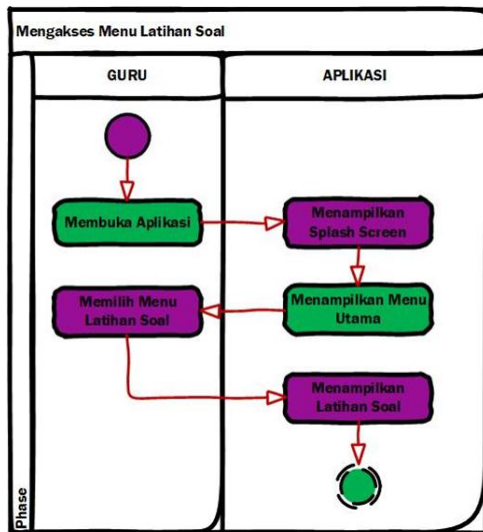 Mengakses Menu Latihan Soal
GURU
APLIKASI
Membuka Aplikasi
Menampilkan
Splash Screen
Memilih Menu
Latihan Soal
Menampilkan Menu
Utama
Menampilkan
Latihan Soal
Phase